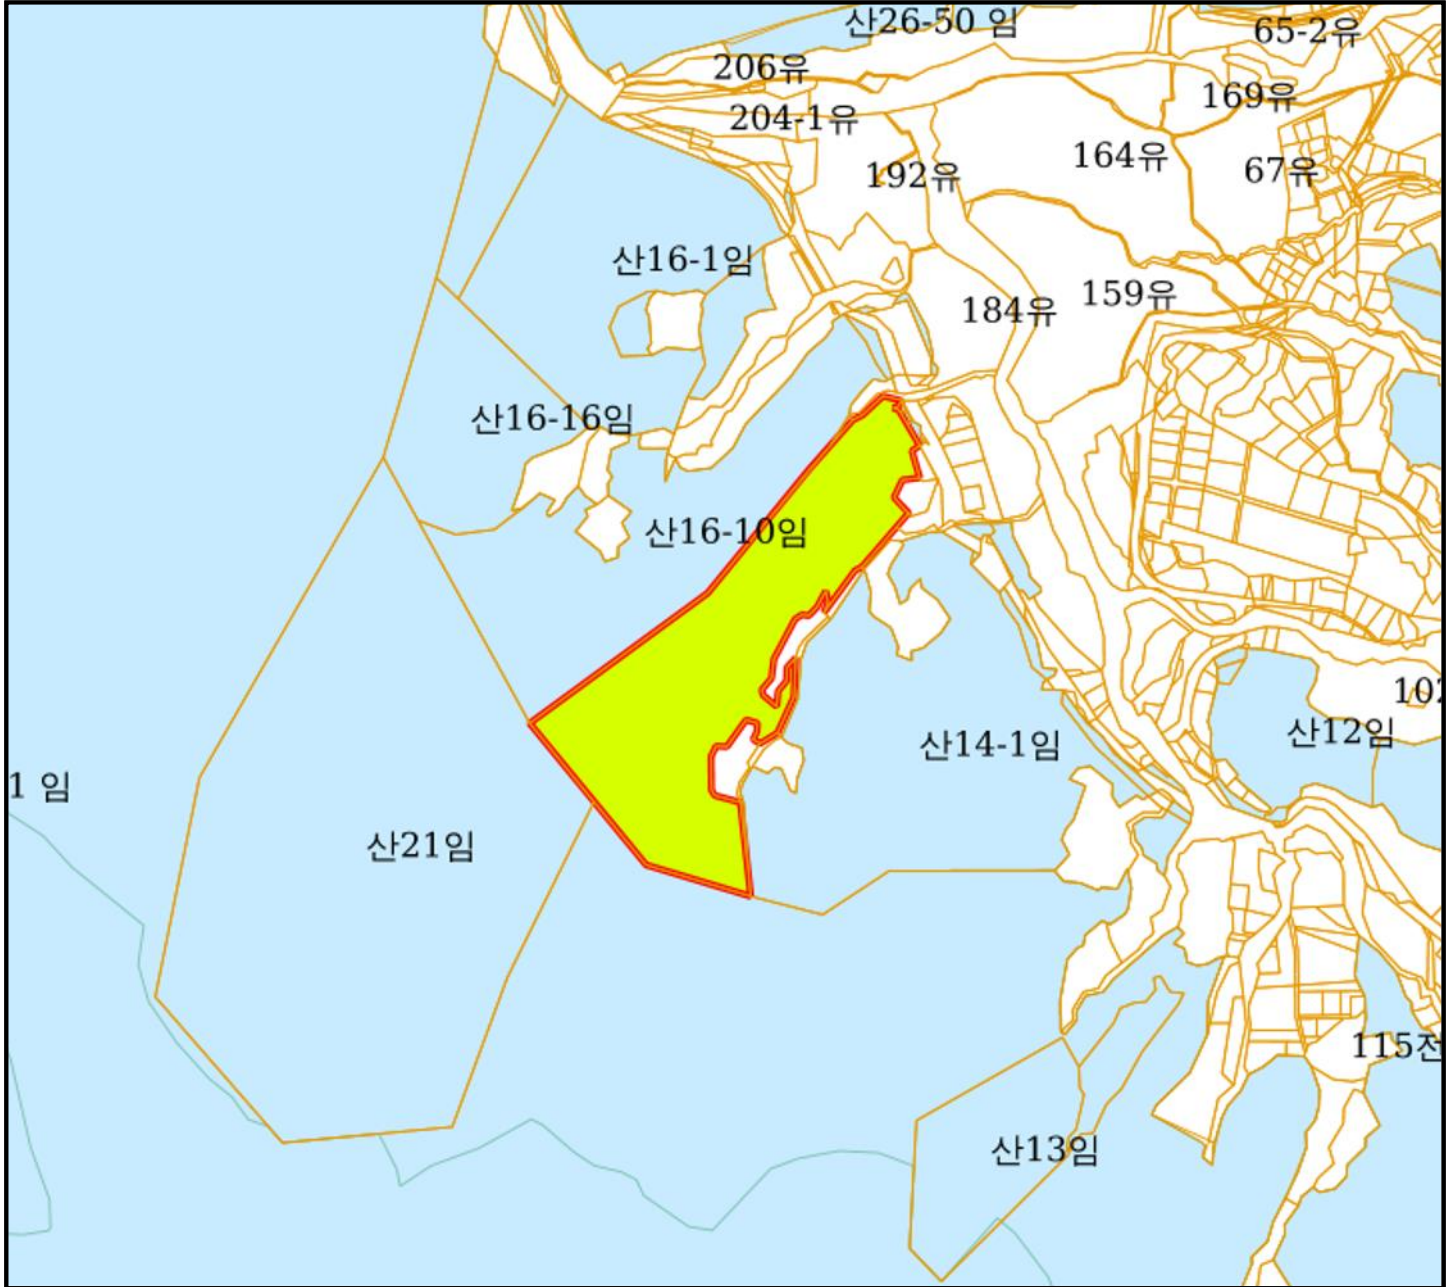 산26-50 임
65-2유
206유
169유
204-1유
164유
67유
192유
산16-1임
159유
184유
산16-16임
산16-10임
102
산12임
산14-1임
1 임
산21임
115전
산13임